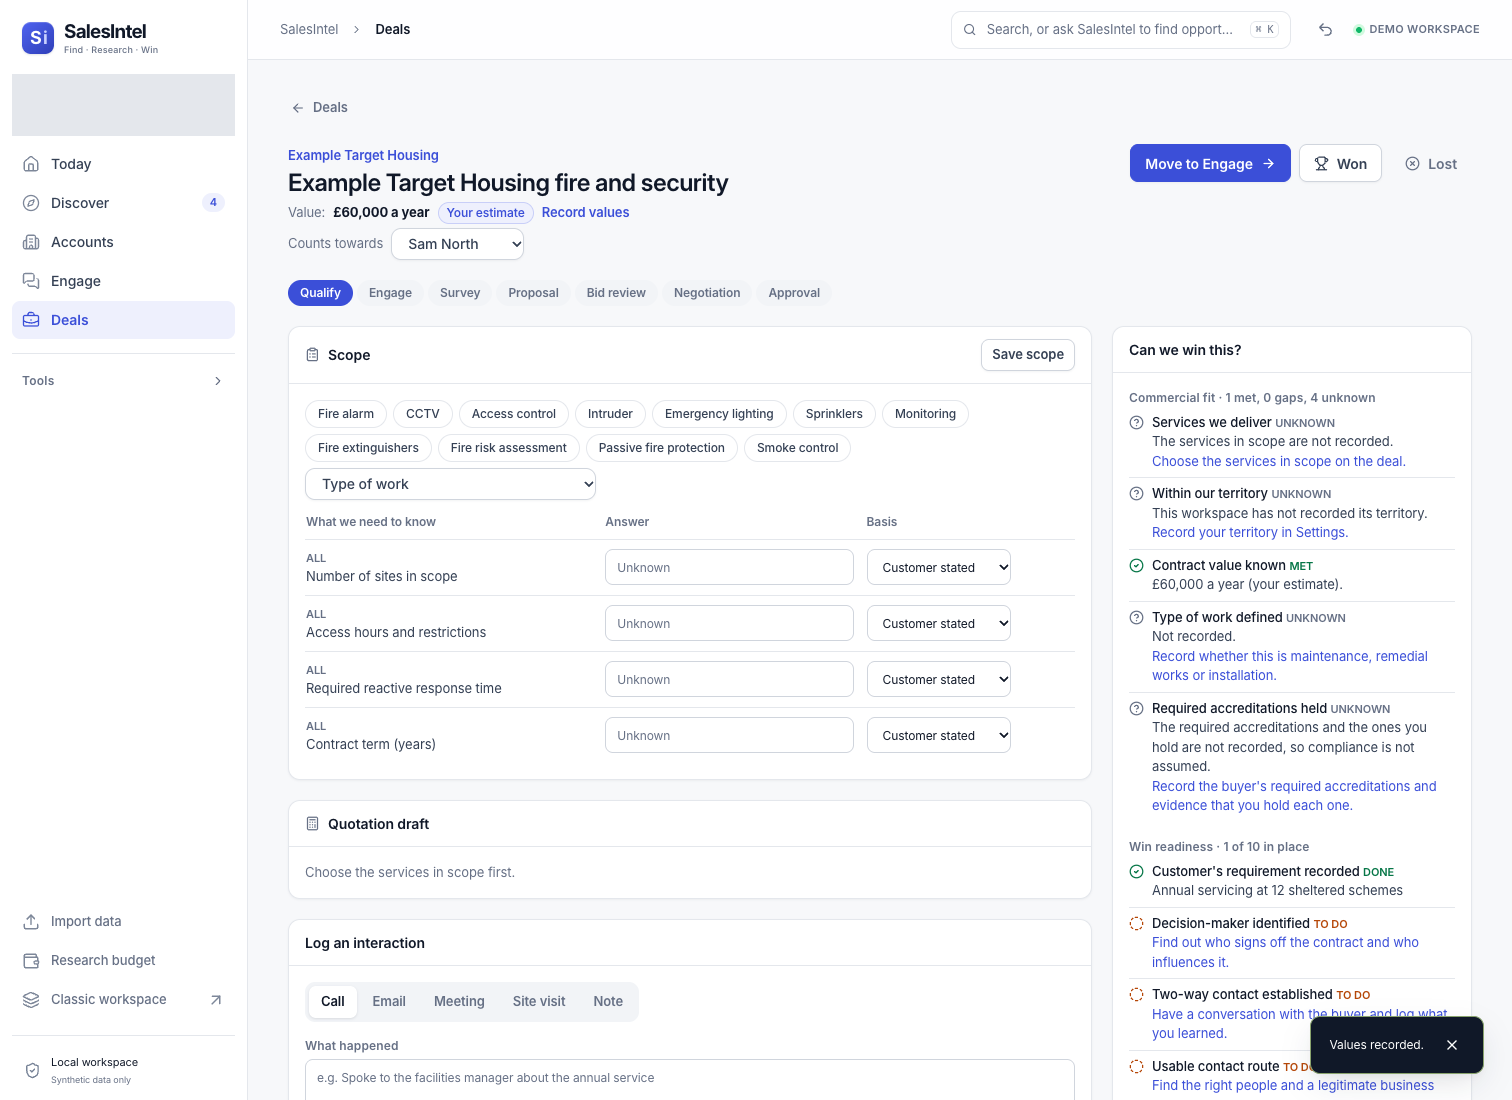 Si
SalesIntel
Find · Research · Win
Today
Discover
4
Accounts
Engage
Deals
Tools
Import data
Research budget
Classic workspace
Local workspace
Synthetic data only
SalesIntel
Deals
Search, or ask SalesIntel to find opport...
⌘ K
DEMO WORKSPACE
Deals
Example Target Housing
Example Target Housing fire and security
Value: £60,000 a year Your estimate Record values
Counts towards Sam North
Move to Engage
Won
Lost
Qualify
Engage
Survey
Proposal
Bid review
Negotiation
Approval
Scope
Save scope
Fire alarm
CCTV
Access control
Intruder
Emergency lighting
Sprinklers
Monitoring
Fire extinguishers
Fire risk assessment
Passive fire protection
Smoke control
Type of work
What we need to know
Answer
Basis
ALL
Number of sites in scope
Unknown
Customer stated
ALL
Access hours and restrictions
Unknown
Customer stated
ALL
Required reactive response time
Unknown
Customer stated
ALL
Contract term (years)
Unknown
Customer stated
Quotation draft
Choose the services in scope first.
Log an interaction
Call
Email
Meeting
Site visit
Note
What happened
e.g. Spoke to the facilities manager about the annual service
Can we win this?
Commercial fit · 1 met, 0 gaps, 4 unknown
Services we deliver UNKNOWN
The services in scope are not recorded.
Choose the services in scope on the deal.
Within our territory UNKNOWN
This workspace has not recorded its territory.
Record your territory in Settings.
Contract value known MET
£60,000 a year (your estimate).
Type of work defined UNKNOWN
Not recorded.
Record whether this is maintenance, remedial
works or installation.
Required accreditations held UNKNOWN
The required accreditations and the ones you
hold are not recorded, so compliance is not
assumed.
Record the buyer's required accreditations and
evidence that you hold each one.
Win readiness · 1 of 10 in place
Customer's requirement recorded DONE
Annual servicing at 12 sheltered schemes
Decision-maker identified TO DO
Find out who signs off the contract and who
influences it.
Two-way contact established TO DO
Have a conversation with the buyer and log what
you learned.
Usable contact route TO DO
Find the right people and a legitimate business
Values recorded.